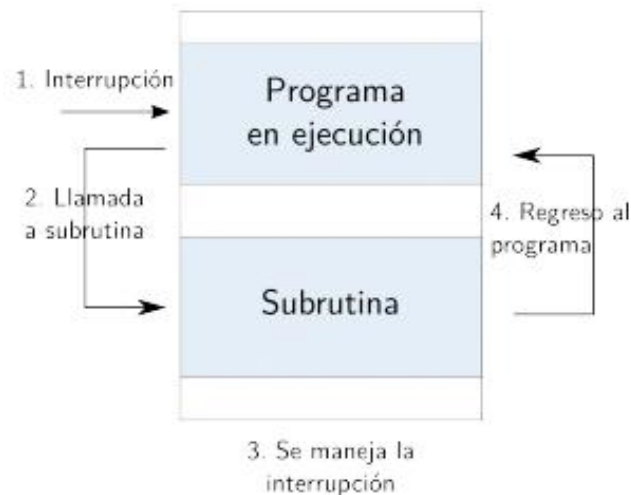 1. Interrupción
Programa
en ejecución
2. Llamada
a subrutina
4. Regreso al
programa
Subrutina
3. Se maneja la
interrupción